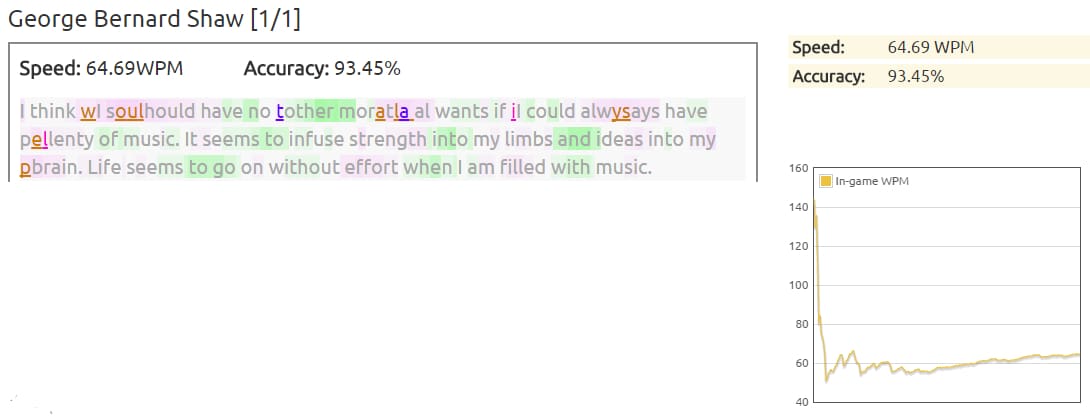 George Bernard Shaw [1/1]
Speed: 64.69WPM Accuracy: 93.45%
I think wI soulhould have no tother moratla al wants if iI could alwysays have
pellenty of music. It seems to infuse strength into my limbs and ideas into my
pbrain. Life seems to go on without effort when I am filled with music.
Speed: 64.69 WPM
Accuracy: 93.45%
In-game WPM
160
140
120
100
80
60
40